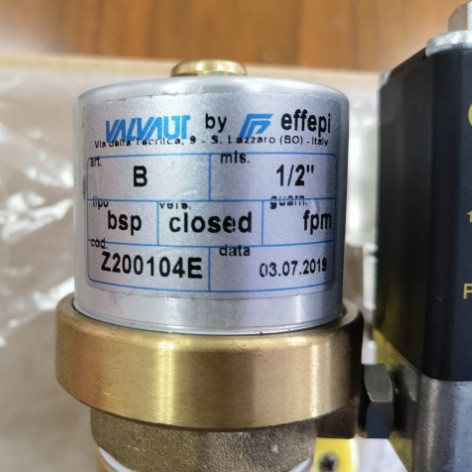 VALVAUT by effepi
Via della Tecnica, 9 - S. Lazzaro (BO) - Italy
art. mis.
B 1/2"
tipo vers. guarn.
bsp closed fpm
cod. data
Z200104E 03.07.2019